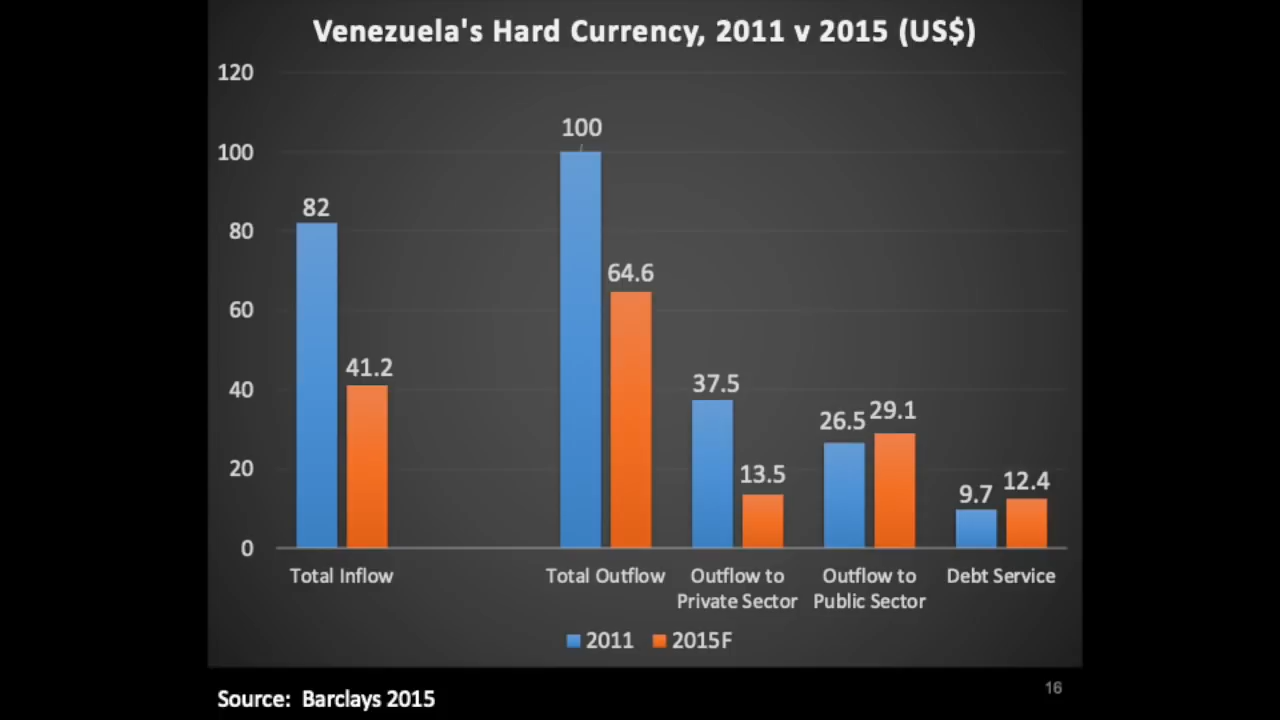 Venezuela's Hard Currency, 2011 v 2015 (US$)
120
100
80
60
40
20
0
82
41.2
100
64.6
37.5
13.5
26.5
29.1
9.7
12.4
Total Inflow
Total Outflow
Outflow to
Private Sector
Outflow to
Public Sector
Debt Service
2011
2015F
Source: Barclays 2015
16